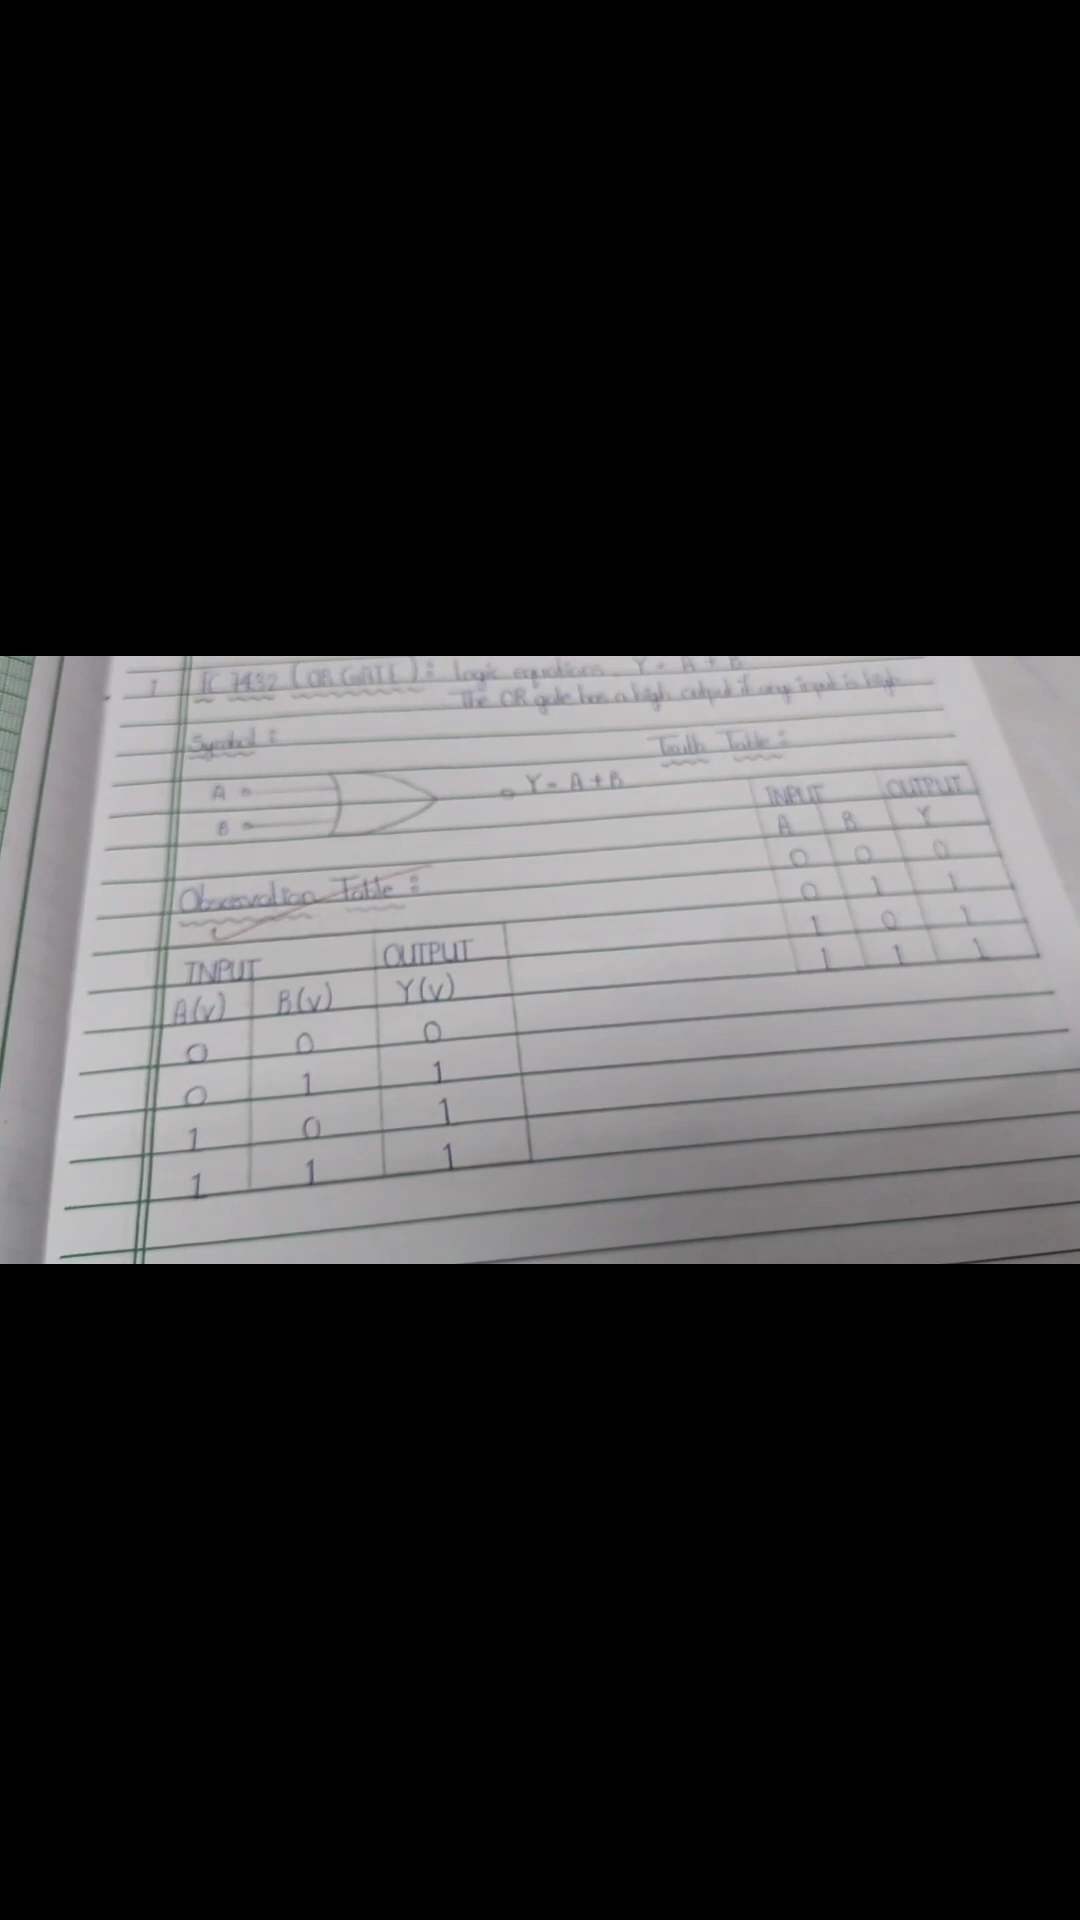 1 IC 7432 (OR GATE) : Logic equations. Y = A + B
The OR gate has a high output if any input is high
Symbol :
Truth Table :
A
B
Y = A + B
INPUT OUTPUT
A B Y
0 0 0
0 1 1
1 0 1
1 1 1
Observation Table :
INPUT OUTPUT
A(v) B(v) Y(v)
0 0 0
0 1 1
1 0 1
1 1 1